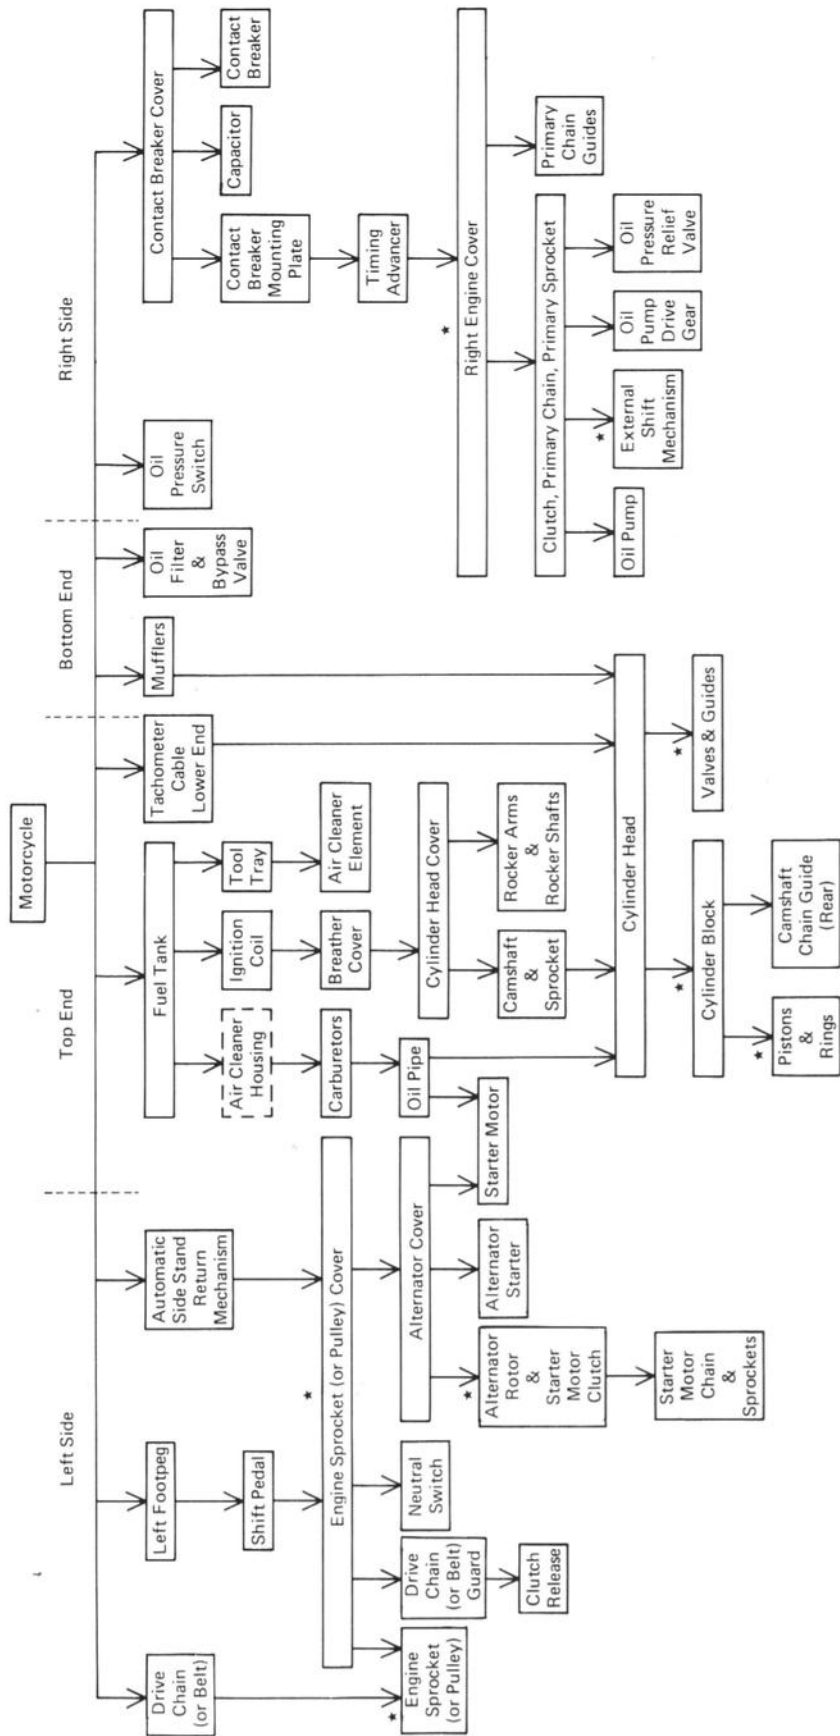 Motorcycle
Left Side
Top End
Bottom End
Right Side
Drive
Chain
(or Belt)
Left Footpeg
Automatic
Side Stand
Return
Mechanism
Fuel Tank
Tachometer
Cable
Lower End
Mufflers
Oil
Filter
&
Bypass
Valve
Oil
Pressure
Switch
Contact Breaker Cover
Shift Pedal
Air Cleaner
Housing
Ignition
Coil
Tool
Tray
Contact
Breaker
Mounting
Plate
Capacitor
Contact
Breaker
★
Engine Sprocket (or Pulley) Cover
Carburetors
Breather
Cover
Air Cleaner
Element
Timing
Advancer
★
Engine
Sprocket
(or Pulley)
Drive
Chain
(or Belt)
Guard
Neutral
Switch
Alternator Cover
Oil Pipe
Cylinder Head Cover
★
Right Engine Cover
Clutch
Release
★
Alternator
Rotor
&
Starter
Motor
Clutch
Alternator
Starter
Starter Motor
Camshaft
&
Sprocket
Rocker Arms
&
Rocker Shafts
Clutch, Primary Chain, Primary Sprocket
Primary
Chain
Guides
Starter
Motor
Chain
&
Sprockets
Cylinder Head
Oil Pump
★
External
Shift
Mechanism
Oil
Pump
Drive
Gear
Oil
Pressure
Relief
Valve
★
Cylinder Block
★
Valves & Guides
★
Pistons
&
Rings
Camshaft
Chain Guide
(Rear)